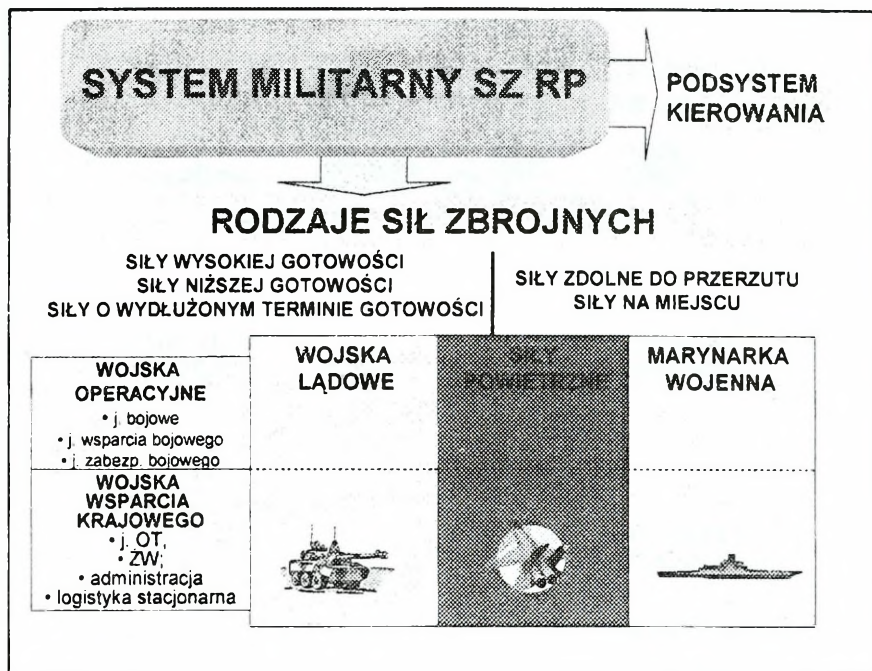 SYSTEM MILITARNY SZ RP
PODSYSTEM
KIEROWANIA
RODZAJE SIŁ ZBROJNYCH
SIŁY WYSOKIEJ GOTOWOŚCI
SIŁY NIŻSZEJ GOTOWOŚCI
SIŁY O WYDŁUŻONYM TERMINIE GOTOWOŚCI
SIŁY ZDOLNE DO PRZERZUTU
SIŁY NA MIEJSCU
WOJSKA
LĄDOWE
SIŁY
POWIETRZNE
MARYNARKA
WOJENNA
WOJSKA
OPERACYJNE
• j. bojowe
• j. wsparcia bojowego
• j. zabezp. bojowego
WOJSKA
WSPARCIA
KRAJOWEGO
• j. OT,
• ŻW;
• administracja
• logistyka stacjonarna